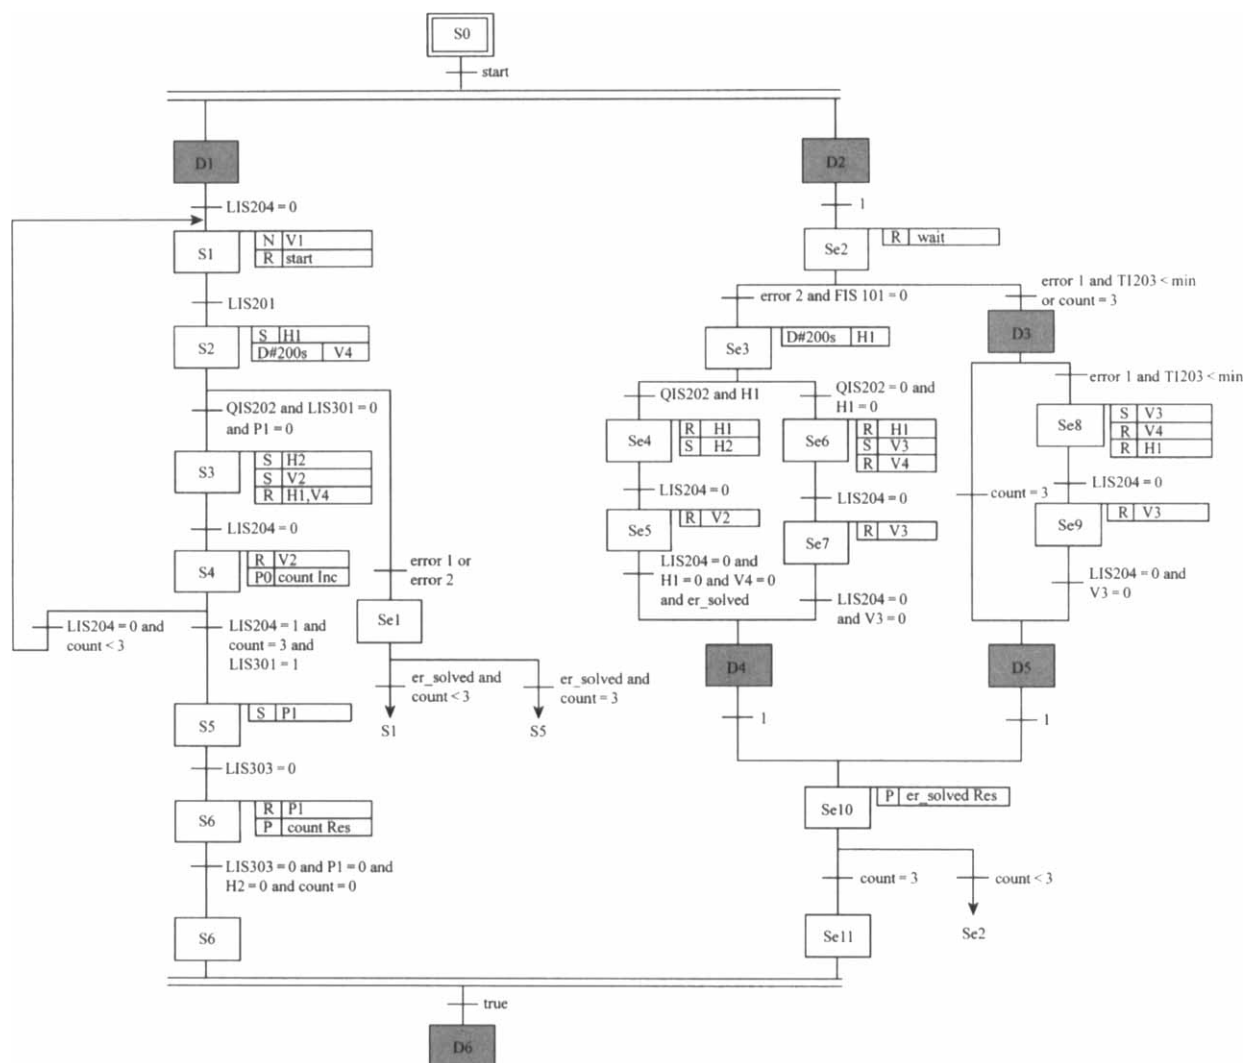 S0
start
D1
D2
LIS204 = 0
1
S1
N V1
R start
Se2
R wait
LIS201
error 2 and FIS 101 = 0
error 1 and TI203 < min
or count = 3
S2
S H1
D#200s V4
Se3
D#200s H1
D3
QIS202 and LIS301 = 0
and P1 = 0
QIS202 and H1
QIS202 = 0 and
H1 = 0
error 1 and TI203 < min
S3
S H2
S V2
R H1,V4
Se4
R H1
S H2
Se6
R H1
S V3
R V4
Se8
S V3
R V4
R H1
LIS204 = 0
LIS204 = 0
LIS204 = 0
count = 3
LIS204 = 0
S4
R V2
P0 count Inc
error 1 or
error 2
Se5
R V2
Se7
R V3
Se9
R V3
LIS204 = 0 and
count < 3
LIS204 = 1 and
count = 3 and
LIS301 = 1
Se1
LIS204 = 0 and
H1 = 0 and V4 = 0
and er_solved
LIS204 = 0
and V3 = 0
LIS204 = 0 and
V3 = 0
er_solved and
count < 3
er_solved and
count = 3
D4
D5
S5
S P1
S1
S5
1
1
LIS303 = 0
S6
R P1
P count Res
Se10
P er_solved Res
LIS303 = 0 and P1 = 0 and
H2 = 0 and count = 0
count = 3
count < 3
S6
Se11
Se2
true
D6